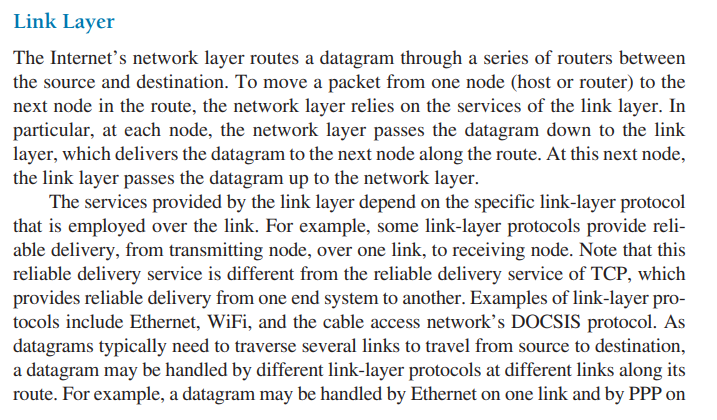 Link Layer
The Internet’s network layer routes a datagram through a series of routers between
the source and destination. To move a packet from one node (host or router) to the
next node in the route, the network layer relies on the services of the link layer. In
particular, at each node, the network layer passes the datagram down to the link
layer, which delivers the datagram to the next node along the route. At this next node,
the link layer passes the datagram up to the network layer.
The services provided by the link layer depend on the specific link-layer protocol
that is employed over the link. For example, some link-layer protocols provide reli-
able delivery, from transmitting node, over one link, to receiving node. Note that this
reliable delivery service is different from the reliable delivery service of TCP, which
provides reliable delivery from one end system to another. Examples of link-layer pro-
tocols include Ethernet, WiFi, and the cable access network’s DOCSIS protocol. As
datagrams typically need to traverse several links to travel from source to destination,
a datagram may be handled by different link-layer protocols at different links along its
route. For example, a datagram may be handled by Ethernet on one link and by PPP on